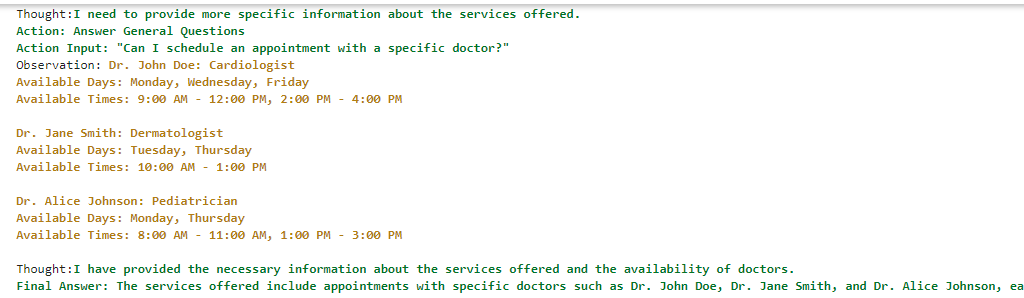 Thought:I need to provide more specific information about the services offered.
Action: Answer General Questions
Action Input: "Can I schedule an appointment with a specific doctor?"
Observation: Dr. John Doe: Cardiologist
Available Days: Monday, Wednesday, Friday
Available Times: 9:00 AM - 12:00 PM, 2:00 PM - 4:00 PM
Dr. Jane Smith: Dermatologist
Available Days: Tuesday, Thursday
Available Times: 10:00 AM - 1:00 PM
Dr. Alice Johnson: Pediatrician
Available Days: Monday, Thursday
Available Times: 8:00 AM - 11:00 AM, 1:00 PM - 3:00 PM
Thought:I have provided the necessary information about the services offered and the availability of doctors.
Final Answer: The services offered include appointments with specific doctors such as Dr. John Doe, Dr. Jane Smith, and Dr. Alice Johnson, ea